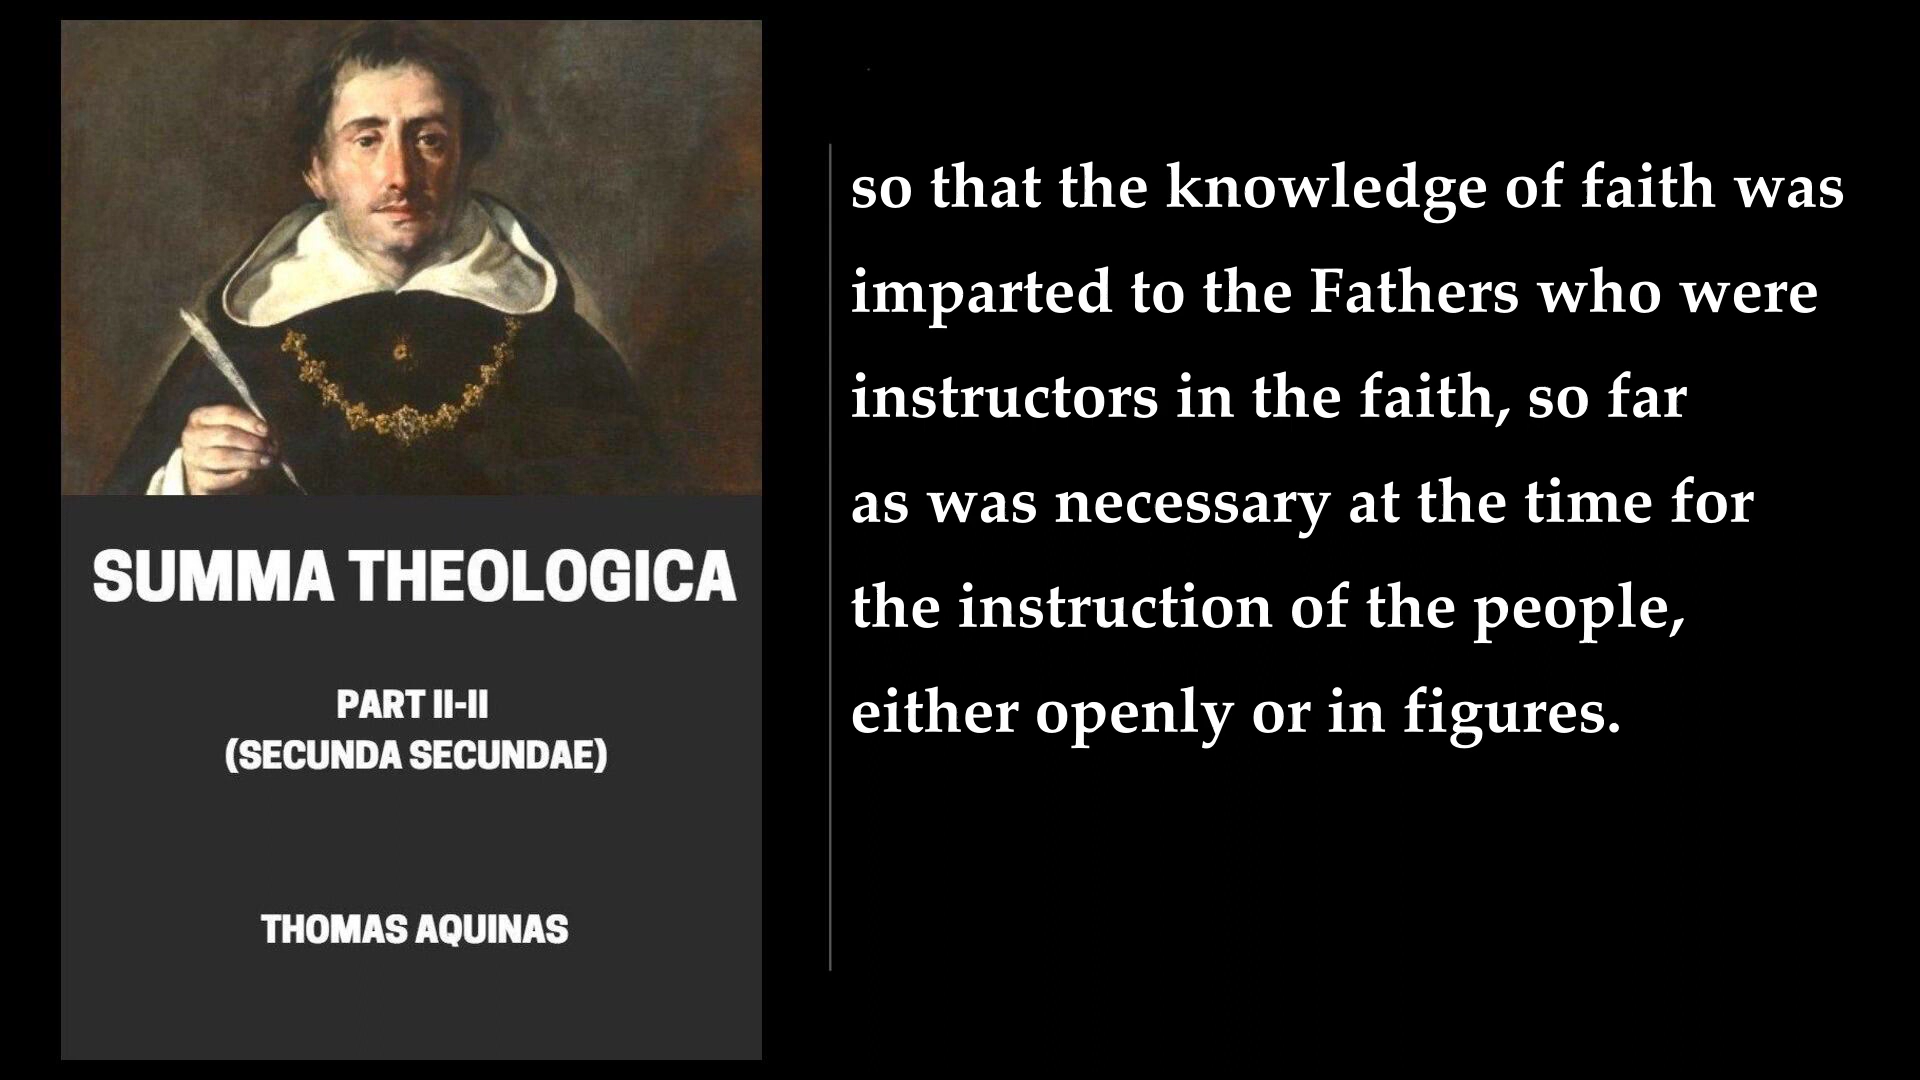 SUMMA THEOLOGICA
PART II-II
(SECUNDA SECUNDAE)
THOMAS AQUINAS
so that the knowledge of faith was
imparted to the Fathers who were
instructors in the faith, so far
as was necessary at the time for
the instruction of the people,
either openly or in figures.